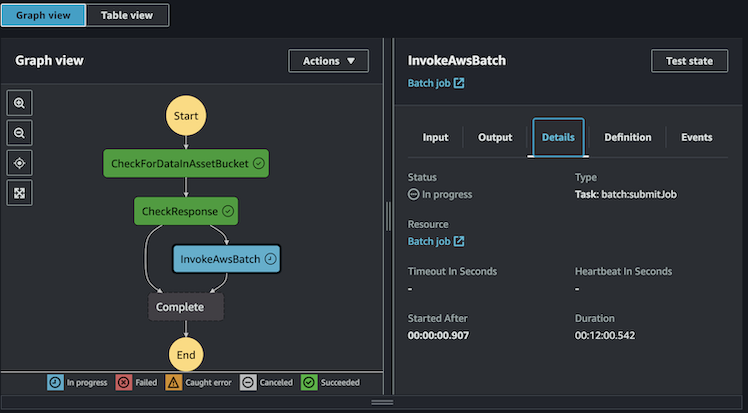 Graph view
Table view
Graph view
Actions
Start
CheckForDataInAssetBucket
CheckResponse
InvokeAwsBatch
Complete
End
In progress
Failed
Caught error
Canceled
Succeeded
InvokeAwsBatch
Test state
Batch job
Input
Output
Details
Definition
Events
Status
In progress
Type
Task: batch:submitJob
Resource
Batch job
Timeout In Seconds
-
Heartbeat In Seconds
-
Started After
00:00:00.907
Duration
00:12:00.542